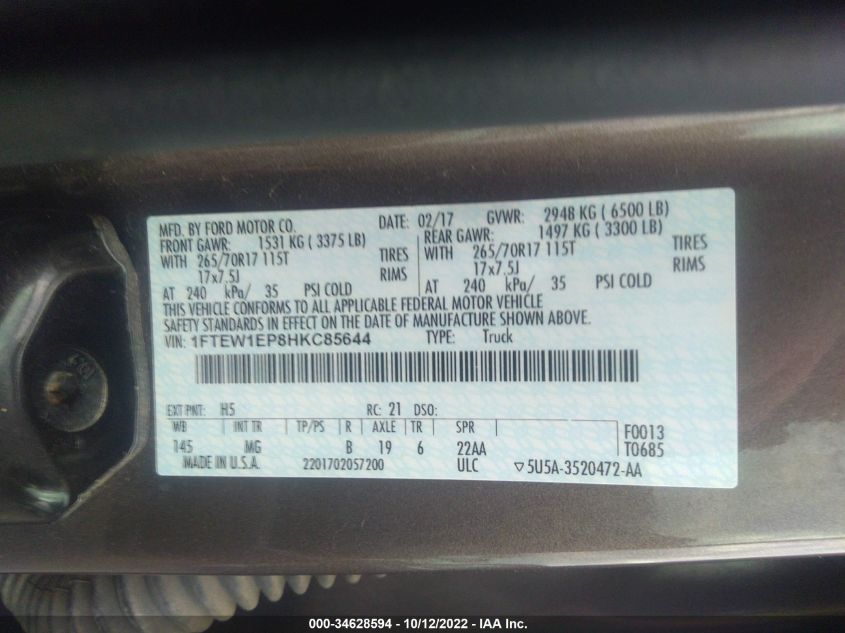 MFD. BY FORD MOTOR CO. DATE: 02/17 GVWR: 2948 KG ( 6500 LB)
FRONT GAWR: 1531 KG ( 3375 LB) REAR GAWR: 1497 KG ( 3300 LB)
WITH 265/70R17 115T TIRES WITH 265/70R17 115T TIRES
17x7.5J RIMS 17x7.5J RIMS
AT 240 kPa/ 35 PSI COLD AT 240 kPa/ 35 PSI COLD
THIS VEHICLE CONFORMS TO ALL APPLICABLE FEDERAL MOTOR VEHICLE
SAFETY STANDARDS IN EFFECT ON THE DATE OF MANUFACTURE SHOWN ABOVE.
VIN: 1FTEW1EP8HKC85644 TYPE: Truck
EXT PNT: H5 RC: 21 DSO:
WB INT TR TP/PS R AXLE TR SPR F0013
145 MG B 19 6 22AA T0685
MADE IN U.S.A. 2201702057200 ULC ▽5U5A-3520472-AA
000-34628594 - 10/12/2022 - IAA Inc.